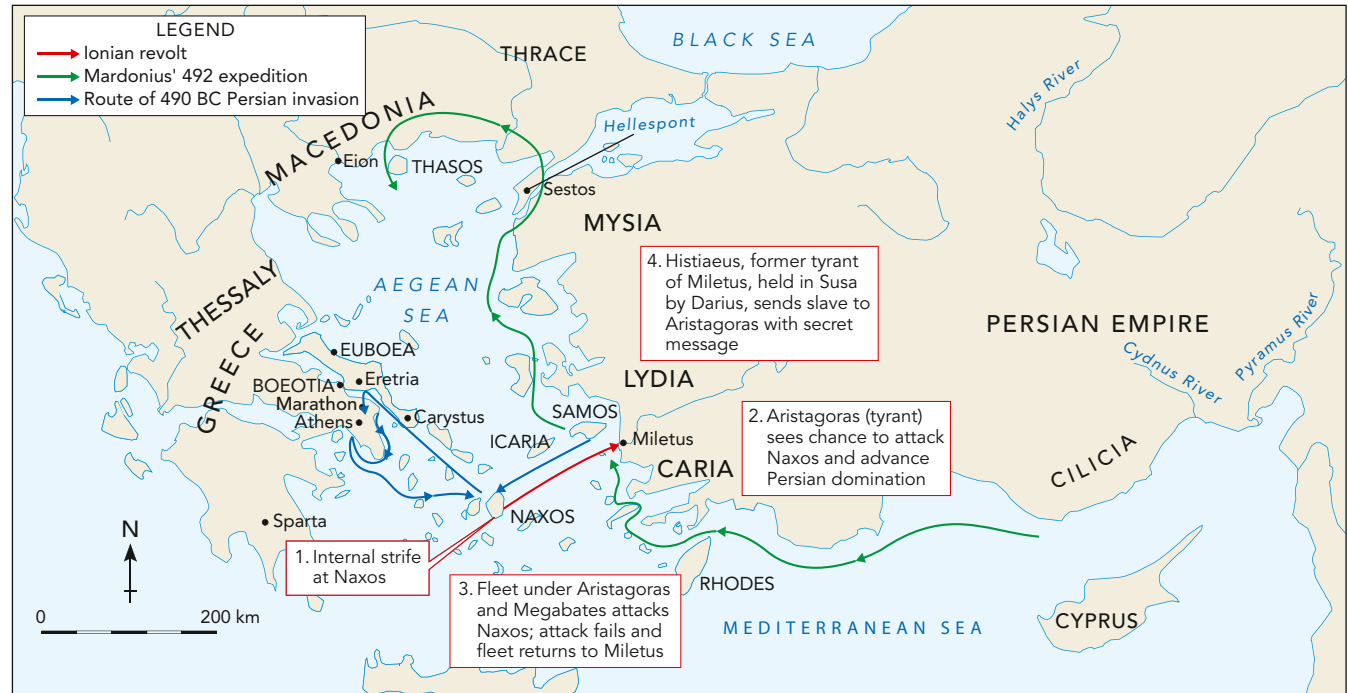 LEGEND
Ionian revolt
Mardonius' 492 expedition
Route of 490 BC Persian invasion
BLACK SEA
THRACE
Halys River
Hellespont
MACEDONIA
Eion
THASOS
Sestos
MYSIA
4. Histiaeus, former tyrant
of Miletus, held in Susa
by Darius, sends slave to
Aristagoras with secret
message
AEGEAN
SEA
THESSALY
GREECE
PERSIAN EMPIRE
Cydnus River
Pyramus River
EUBOEA
BOEOTIA
Eretria
Marathon
Athens
Carystus
LYDIA
SAMOS
ICARIA
Miletus
2. Aristagoras (tyrant)
sees chance to attack
Naxos and advance
Persian domination
CARIA
CILICIA
NAXOS
Sparta
N
1. Internal strife
at Naxos
3. Fleet under Aristagoras
and Megabates attacks
Naxos; attack fails and
fleet returns to Miletus
RHODES
0 200 km
MEDITERRANEAN SEA
CYPRUS